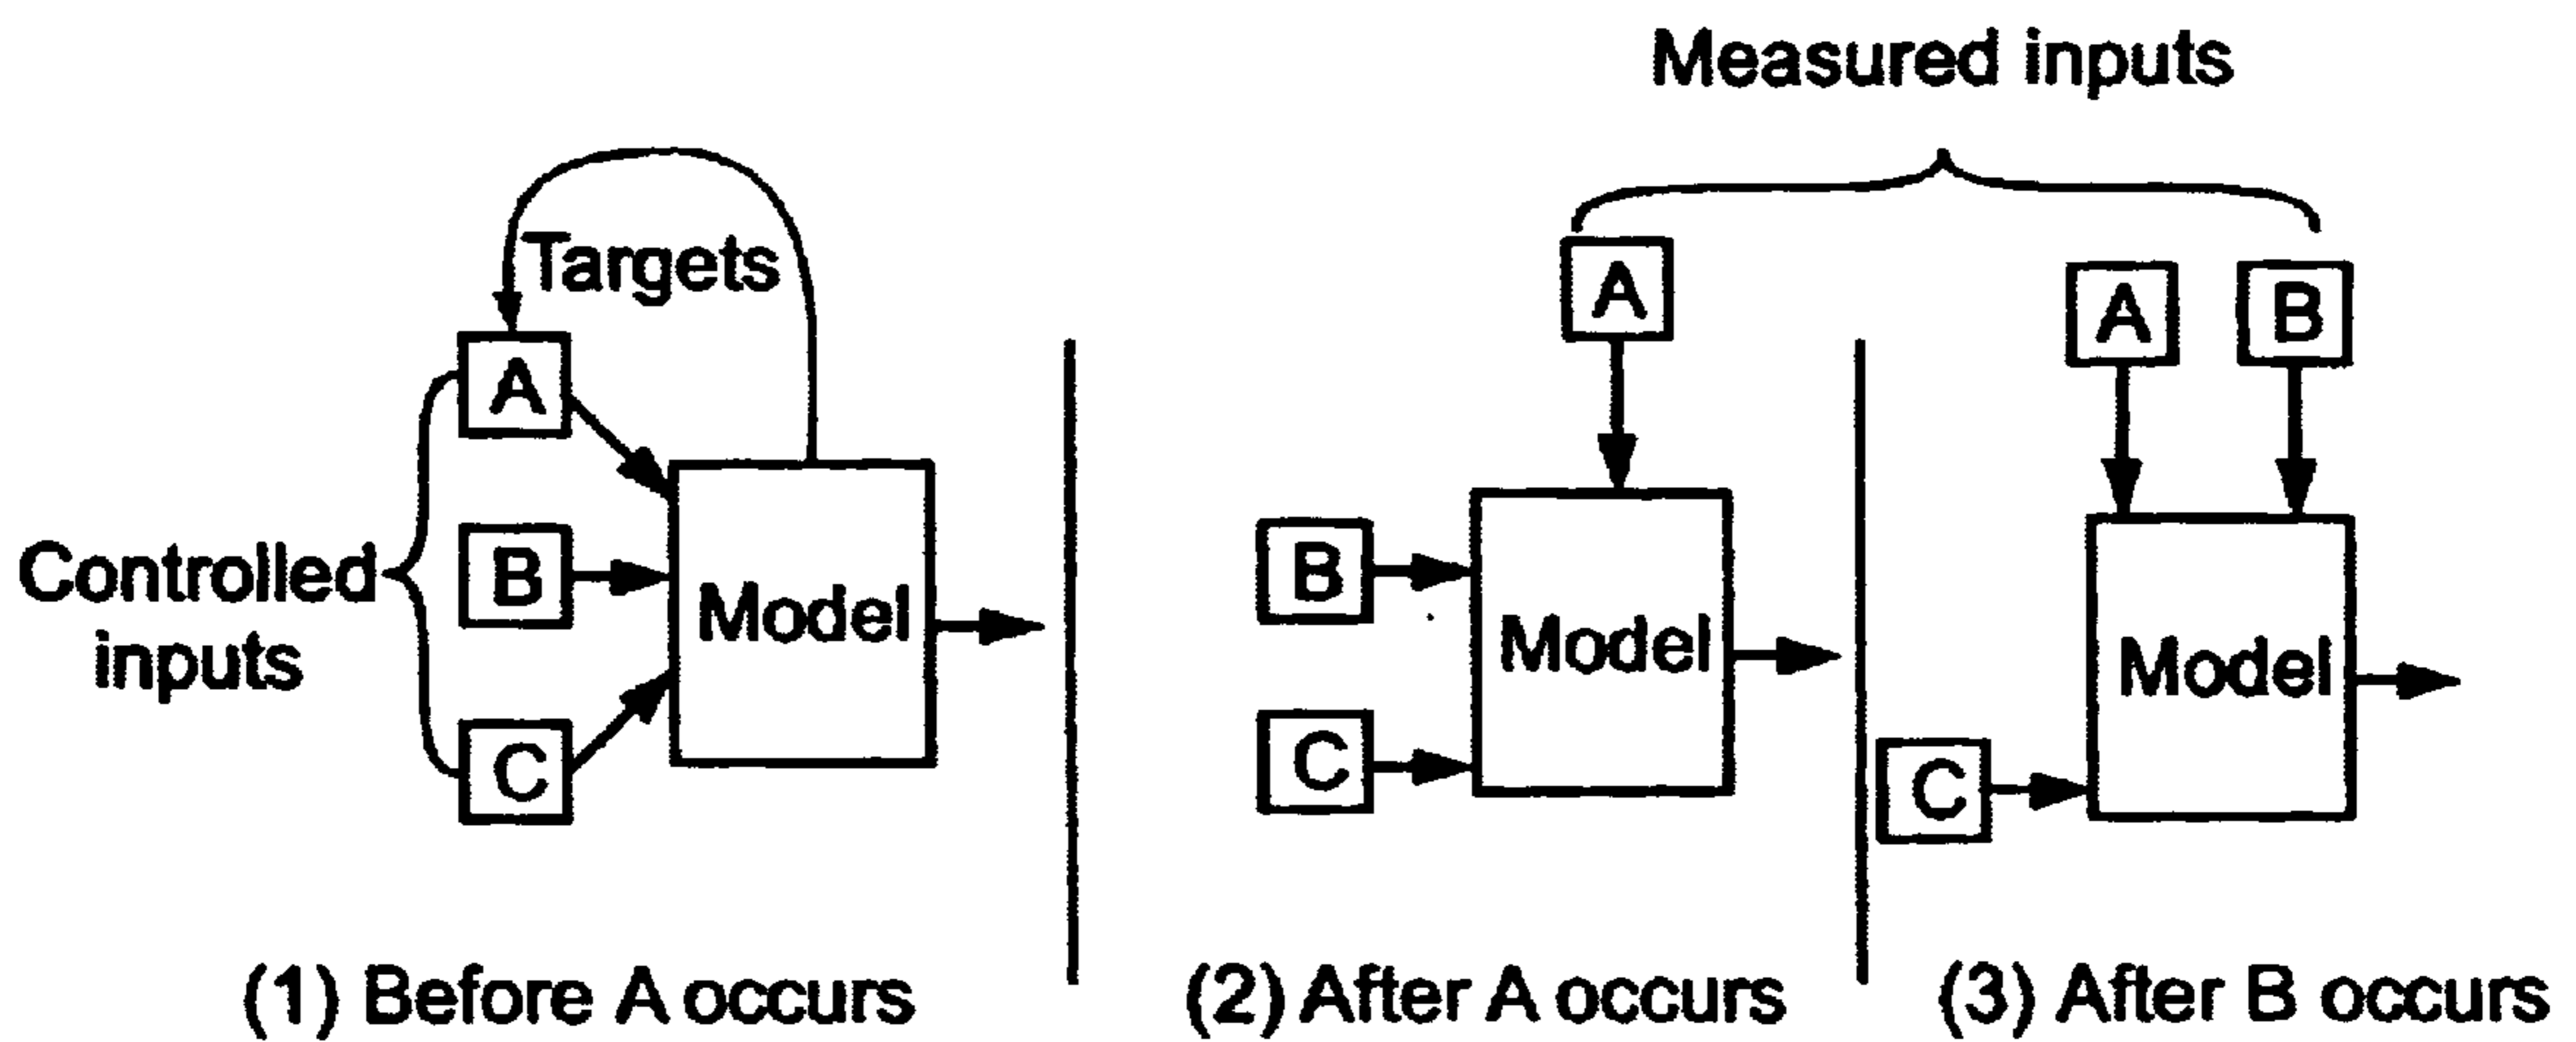 Measured inputs
Targets
A
B
C
Controlled
inputs
Model
A
B
C
Model
A
B
C
Model
(1) Before A occurs
(2) After A occurs
(3) After B occurs